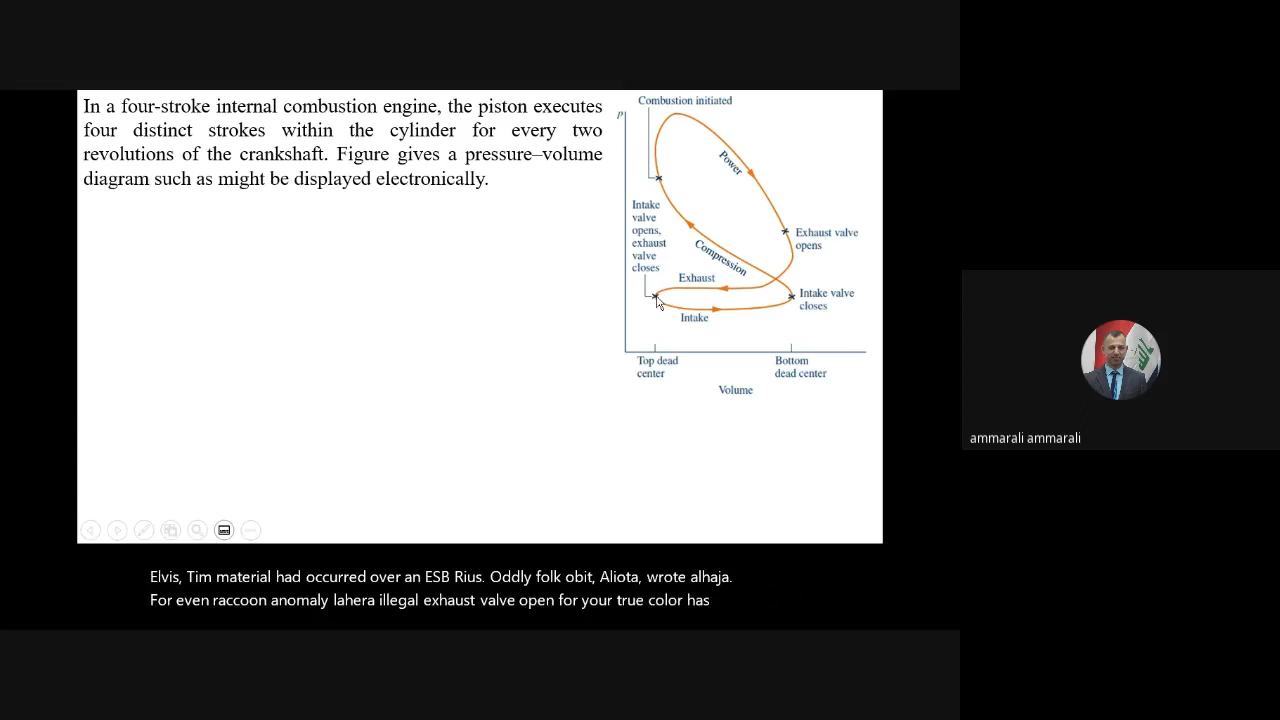 In a four-stroke internal combustion engine, the piston executes
four distinct strokes within the cylinder for every two
revolutions of the crankshaft. Figure gives a pressure–volume
diagram such as might be displayed electronically.
Combustion initiated
p
Power
Intake
valve
opens,
exhaust
valve
closes
Exhaust valve
opens
Compression
Exhaust
Intake valve
closes
Intake
Top dead
center
Bottom
dead center
Volume
ammarali ammarali
Elvis, Tim material had occurred over an ESB Rius. Oddly folk obit, Aliota, wrote alhaja.
For even raccoon anomaly lahera illegal exhaust valve open for your true color has